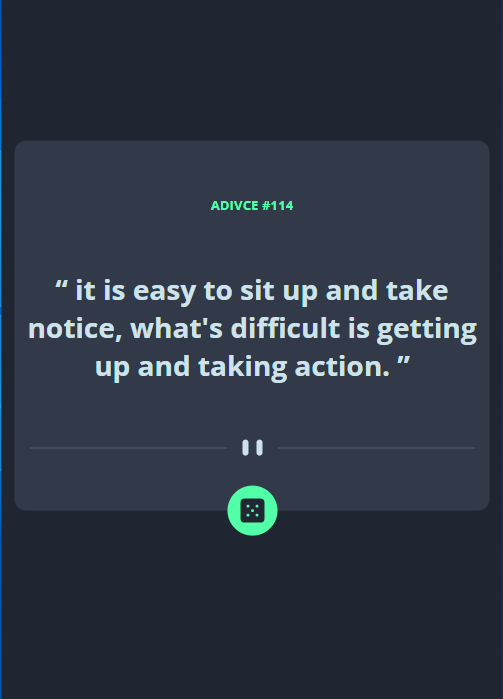 ADIVCE #114
“ it is easy to sit up and take
notice, what's difficult is getting
up and taking action. ”